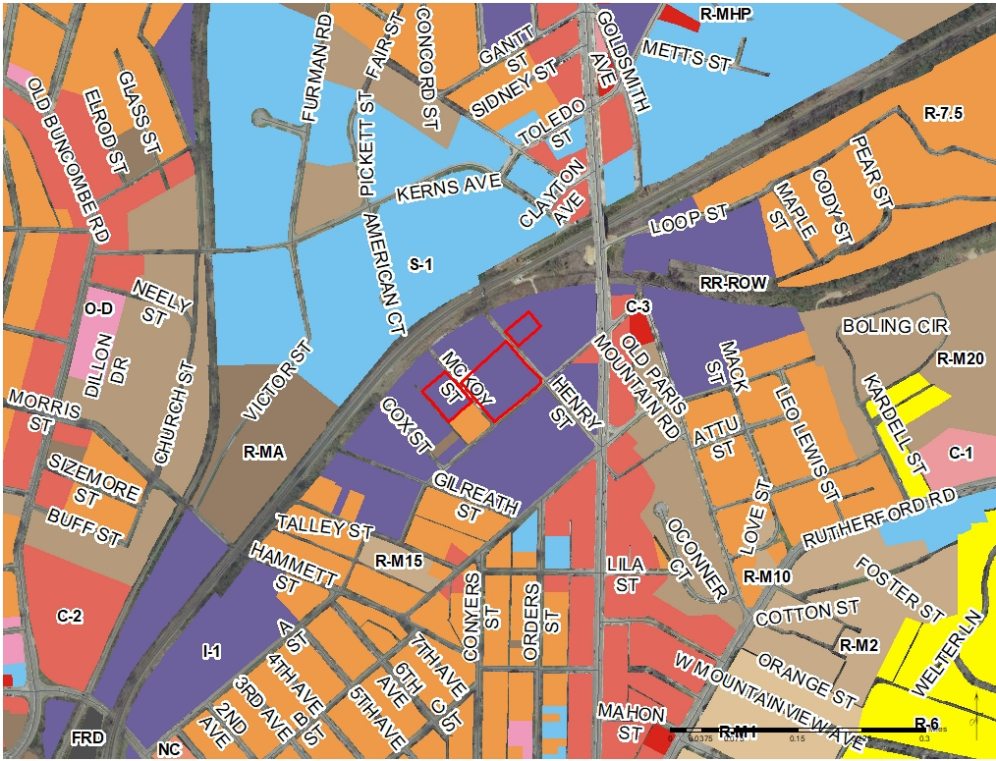 R-MHP
METTS ST
GOLDSMITH
AVE
GANTT
ST
SIDNEY ST
TOLEDO
ST
CLAYTON
AVE
CONCORD ST
FAIR ST
PICKETT ST
FURMAN RD
KERNS AVE
AMERICAN CT
S-1
GLASS ST
ELROD ST
OLD BUNCOMBE RD
R-7.5
PEAR ST
CODY ST
MAPLE
ST
LOOP ST
RR-ROW
O-D
NEELY
ST
DILLON
DR
CHURCH ST
VICTOR ST
MORRIS
ST
SIZEMORE
ST
BUFF ST
R-MA
MCKOY
ST
COX ST
HENRY
ST
C-3
OLD PARIS
MOUNTAIN RD
MACK
ST
BOLING CIR
R-M20
KARDELL ST
C-1
LEO LEWIS ST
ATTU
ST
LOVE ST
RUTHERFORD RD
GILREATH
ST
TALLEY ST
HAMMETT
ST
R-M15
CONYERS
ST
ORDERS
ST
LILA
ST
OCONNER
CT
R-M10
COTTON ST
FOSTER ST
R-M2
ORANGE ST
WELTER LN
W MOUNTAINVIEW AVE
C-2
I-1
A ST
4TH AVE
3RD AVE
2ND
AVE
B ST
5TH AVE
6TH
AVE
7TH AVE
C ST
MAHON
ST
R-6
FRD
NC
0.15
0.3